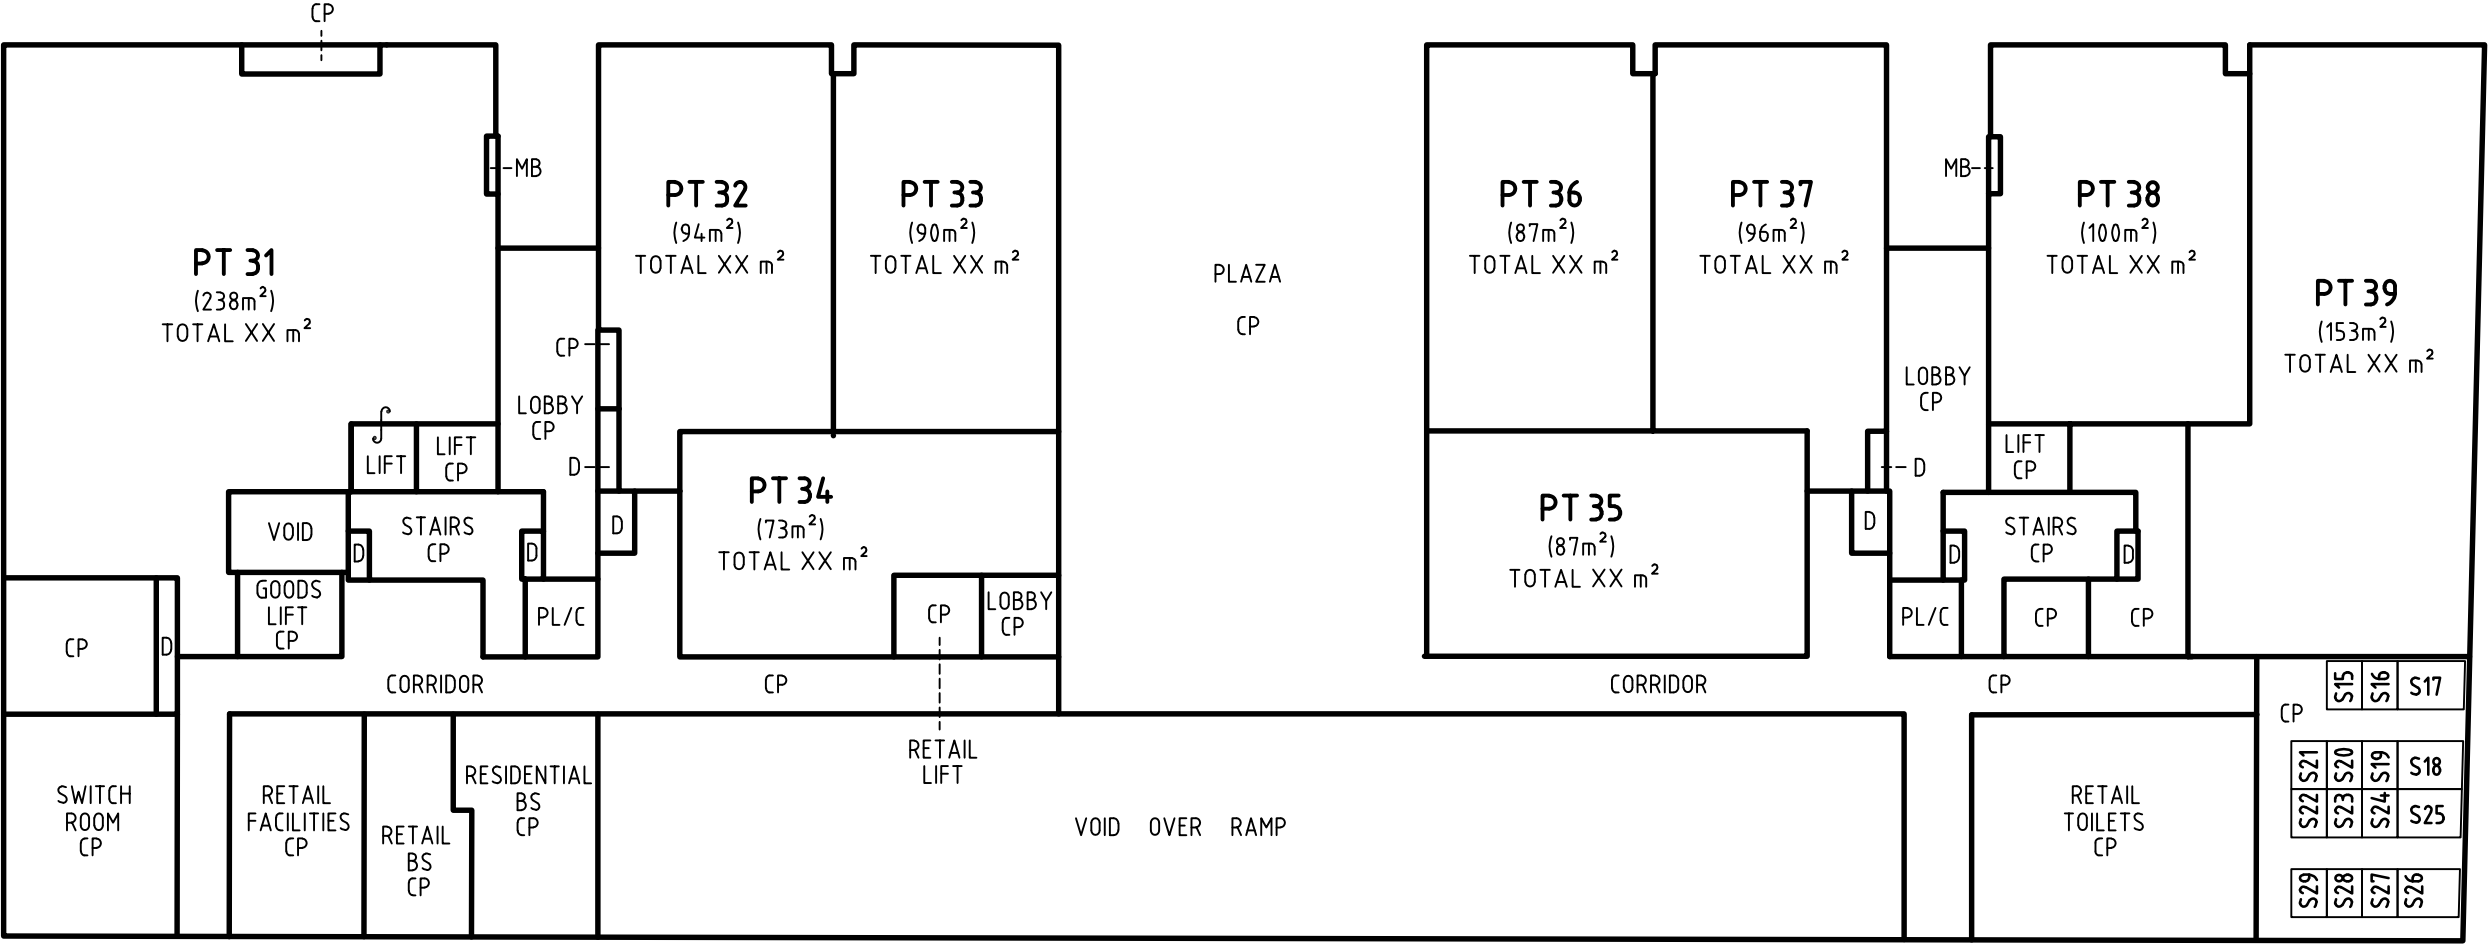 CP
MB
PT 31
(238m²)
TOTAL XX m²
PT 32
(94m²)
TOTAL XX m²
PT 33
(90m²)
TOTAL XX m²
PLAZA
CP
PT 36
(87m²)
TOTAL XX m²
PT 37
(96m²)
TOTAL XX m²
MB
PT 38
(100m²)
TOTAL XX m²
PT 39
(153m²)
TOTAL XX m²
CP
LOBBY
CP
D
LIFT
LIFT
CP
VOID
D
STAIRS
CP
D
D
GOODS
LIFT
CP
PL/C
CP
D
PT 34
(73m²)
TOTAL XX m²
CP
LOBBY
CP
PT 35
(87m²)
TOTAL XX m²
LOBBY
CP
D
D
LIFT
CP
STAIRS
CP
D
D
PL/C
CP
CP
CORRIDOR
CP
CORRIDOR
CP
S15
S16
S17
CP
S21
S20
S19
S18
S22
S23
S24
S25
S29
S28
S27
S26
SWITCH
ROOM
CP
RETAIL
FACILITIES
CP
RETAIL
BS
CP
RESIDENTIAL
BS
CP
RETAIL
LIFT
VOID OVER RAMP
RETAIL
TOILETS
CP